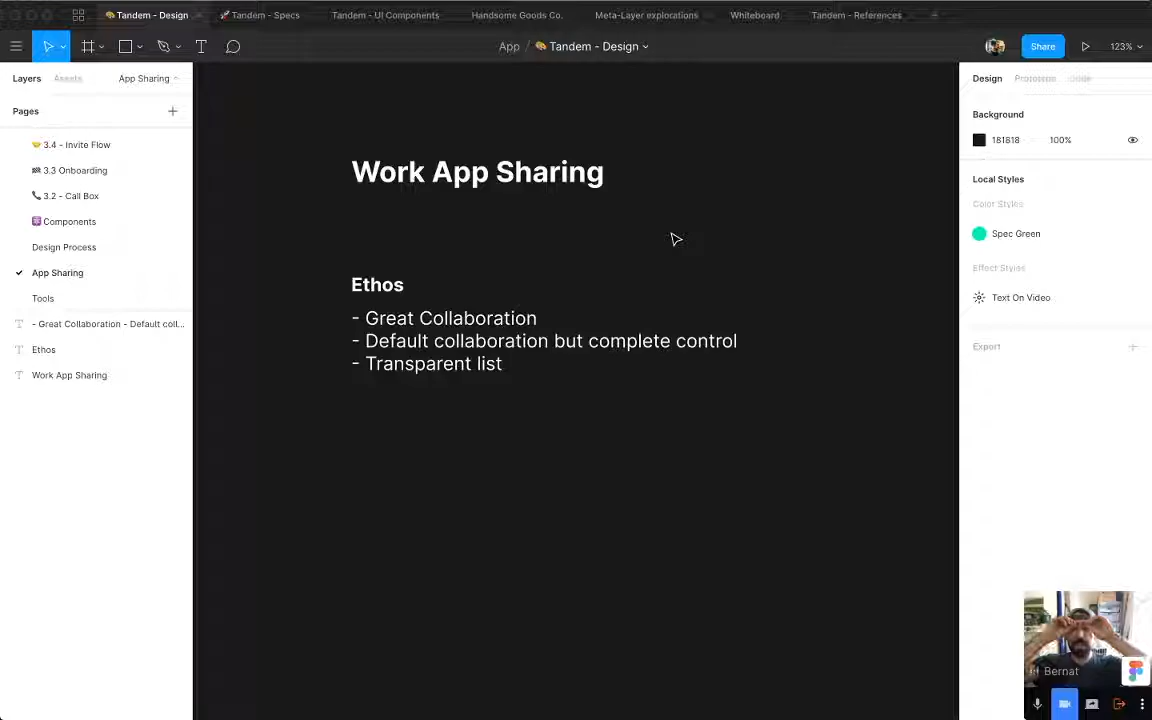 Tandem - Design
Tandem - Specs
Tandem - UI Components
Handsome Goods Co.
Meta-Layer explorations
Whiteboard
Tandem - References
App / Tandem - Design
Share
123%
Layers
Assets
App Sharing
Pages
3.4 - Invite Flow
3.3 Onboarding
3.2 - Call Box
Components
Design Process
App Sharing
Tools
- Great Collaboration - Default coll...
Ethos
Work App Sharing
Work App Sharing
Ethos
- Great Collaboration
- Default collaboration but complete control
- Transparent list
Design
Prototype
Code
Background
181818
100%
Local Styles
Color Styles
Spec Green
Effect Styles
Text On Video
Export
Bernat